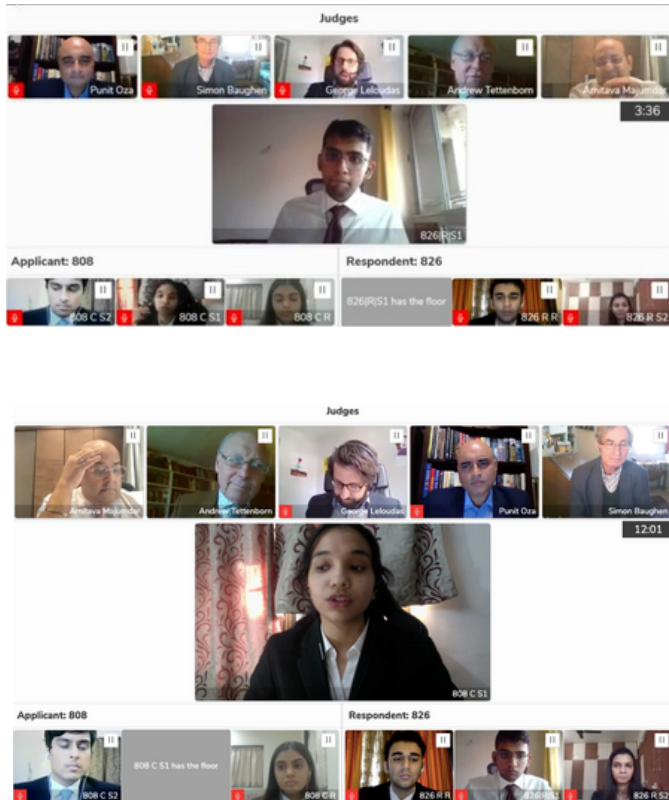 Judges
Punit Oza
Simon Baughen
George Leloudas
Andrew Tettenborn
Amitava Majumdar
3:36
826|R|S1
Applicant: 808
Respondent: 826
808 C S2
808 C S1
808 C R
826|R|S1 has the floor
826 R R
826 R S2
Judges
Amitava Majumdar
Andrew Tettenborn
George Leloudas
Punit Oza
Simon Baughen
12:01
808 C S1
Applicant: 808
Respondent: 826
808 C S2
808 C S1 has the floor
808 C R
826 R R
826|R|S1
826 R S2